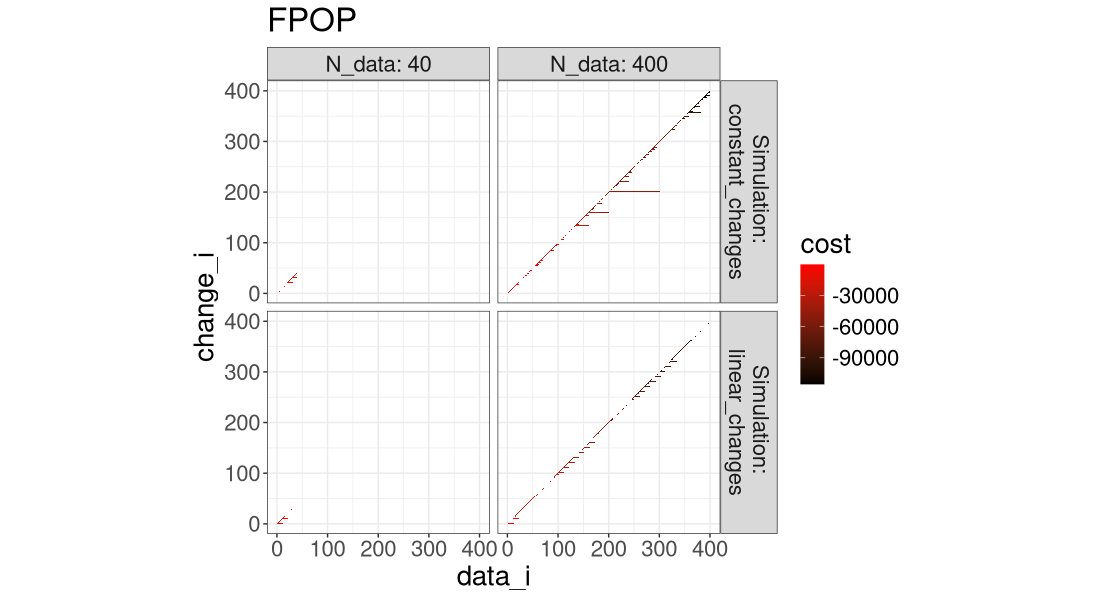 FPOP
N_data: 40
N_data: 400
400
300
200
100
0
Simulation:
constant_changes
400
300
200
100
0
Simulation:
linear_changes
0 100 200 300 400
0 100 200 300 400
data_i
change_i
cost
-30000
-60000
-90000